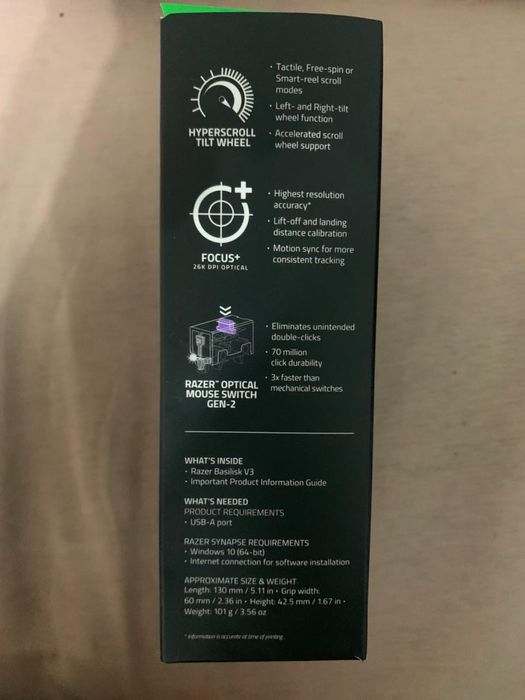 HYPERSCROLL
TILT WHEEL
• Tactile, Free-spin or
Smart-reel scroll
modes
• Left- and Right-tilt
wheel function
• Accelerated scroll
wheel support
FOCUS+
26K DPI OPTICAL
• Highest resolution
accuracy*
• Lift-off and landing
distance calibration
• Motion sync for more
consistent tracking
RAZER™ OPTICAL
MOUSE SWITCH
GEN-2
• Eliminates unintended
double-clicks
• 70 million
click durability
• 3x faster than
mechanical switches
WHAT'S INSIDE
• Razer Basilisk V3
• Important Product Information Guide
WHAT'S NEEDED
PRODUCT REQUIREMENTS
• USB-A port
RAZER SYNAPSE REQUIREMENTS
• Windows 10 (64-bit)
• Internet connection for software installation
APPROXIMATE SIZE & WEIGHT
Length: 130 mm / 5.11 in • Grip width:
60 mm / 2.36 in • Height: 42.5 mm / 1.67 in •
Weight: 101 g / 3.56 oz
* Information is accurate at time of printing.